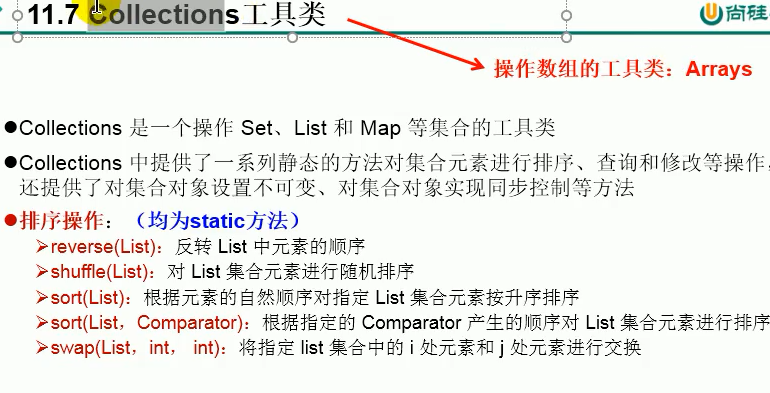 11.7 Collections工具类
尚硅
操作数组的工具类：Arrays
●Collections 是一个操作 Set、List 和 Map 等集合的工具类
●Collections 中提供了一系列静态的方法对集合元素进行排序、查询和修改等操作，
还提供了对集合对象设置不可变、对集合对象实现同步控制等方法
●排序操作：（均为static方法）
➢reverse(List)：反转 List 中元素的顺序
➢shuffle(List)：对 List 集合元素进行随机排序
➢sort(List)：根据元素的自然顺序对指定 List 集合元素按升序排序
➢sort(List，Comparator)：根据指定的 Comparator 产生的顺序对 List 集合元素进行排序
➢swap(List，int， int)：将指定 list 集合中的 i 处元素和 j 处元素进行交换